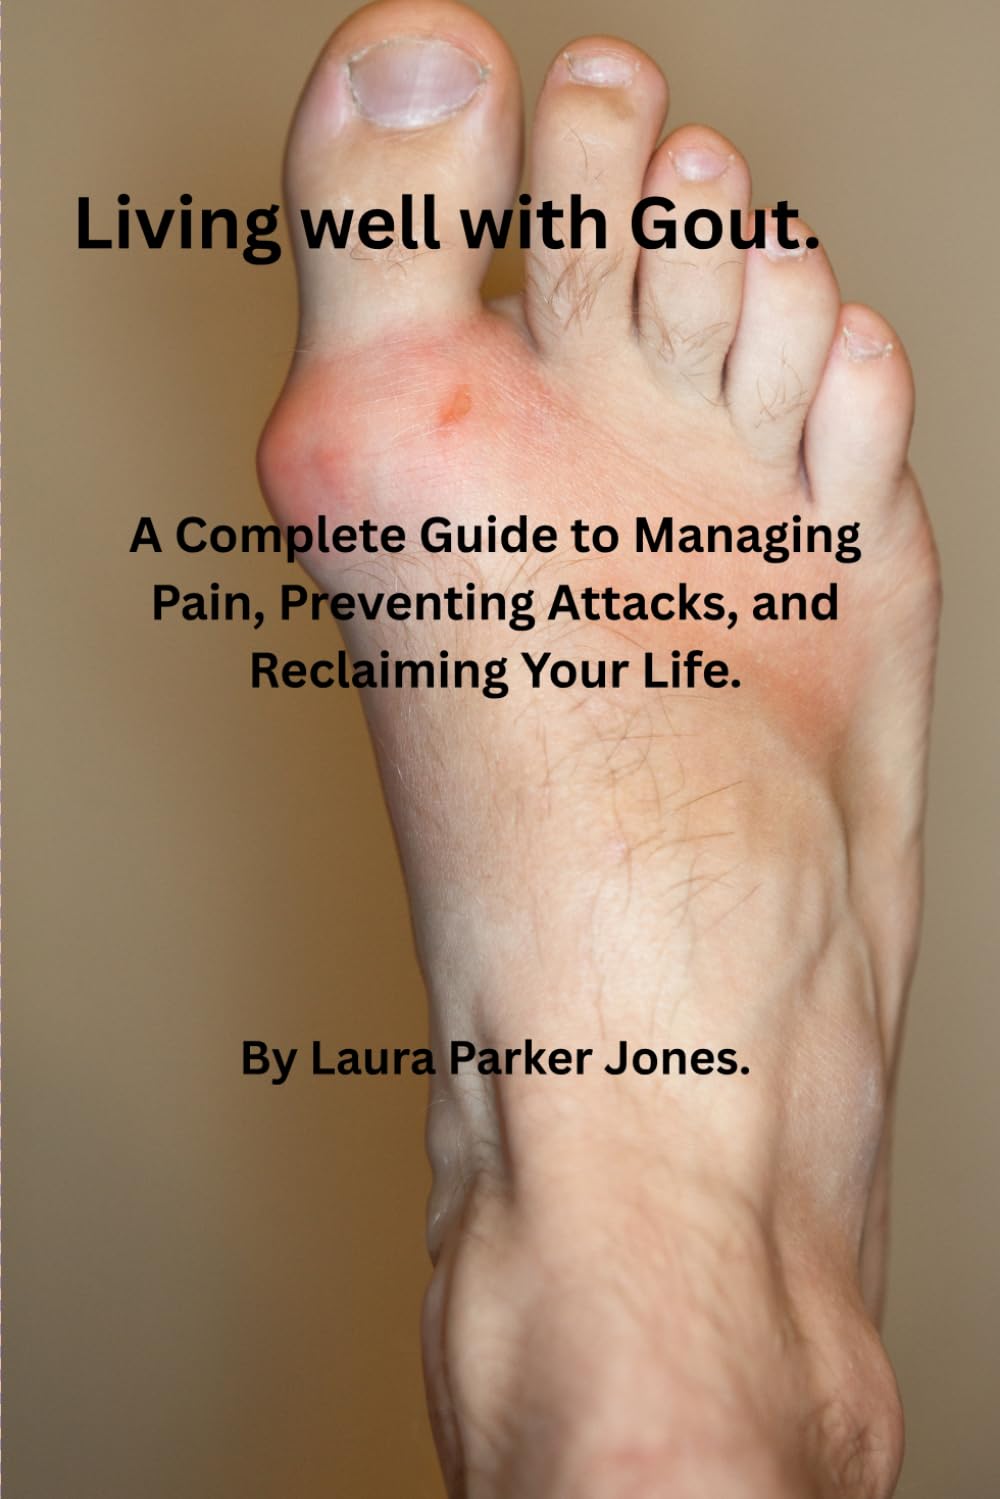 Living well with Gout.
A Complete Guide to Managing
Pain, Preventing Attacks, and
Reclaiming Your Life.
By Laura Parker Jones.